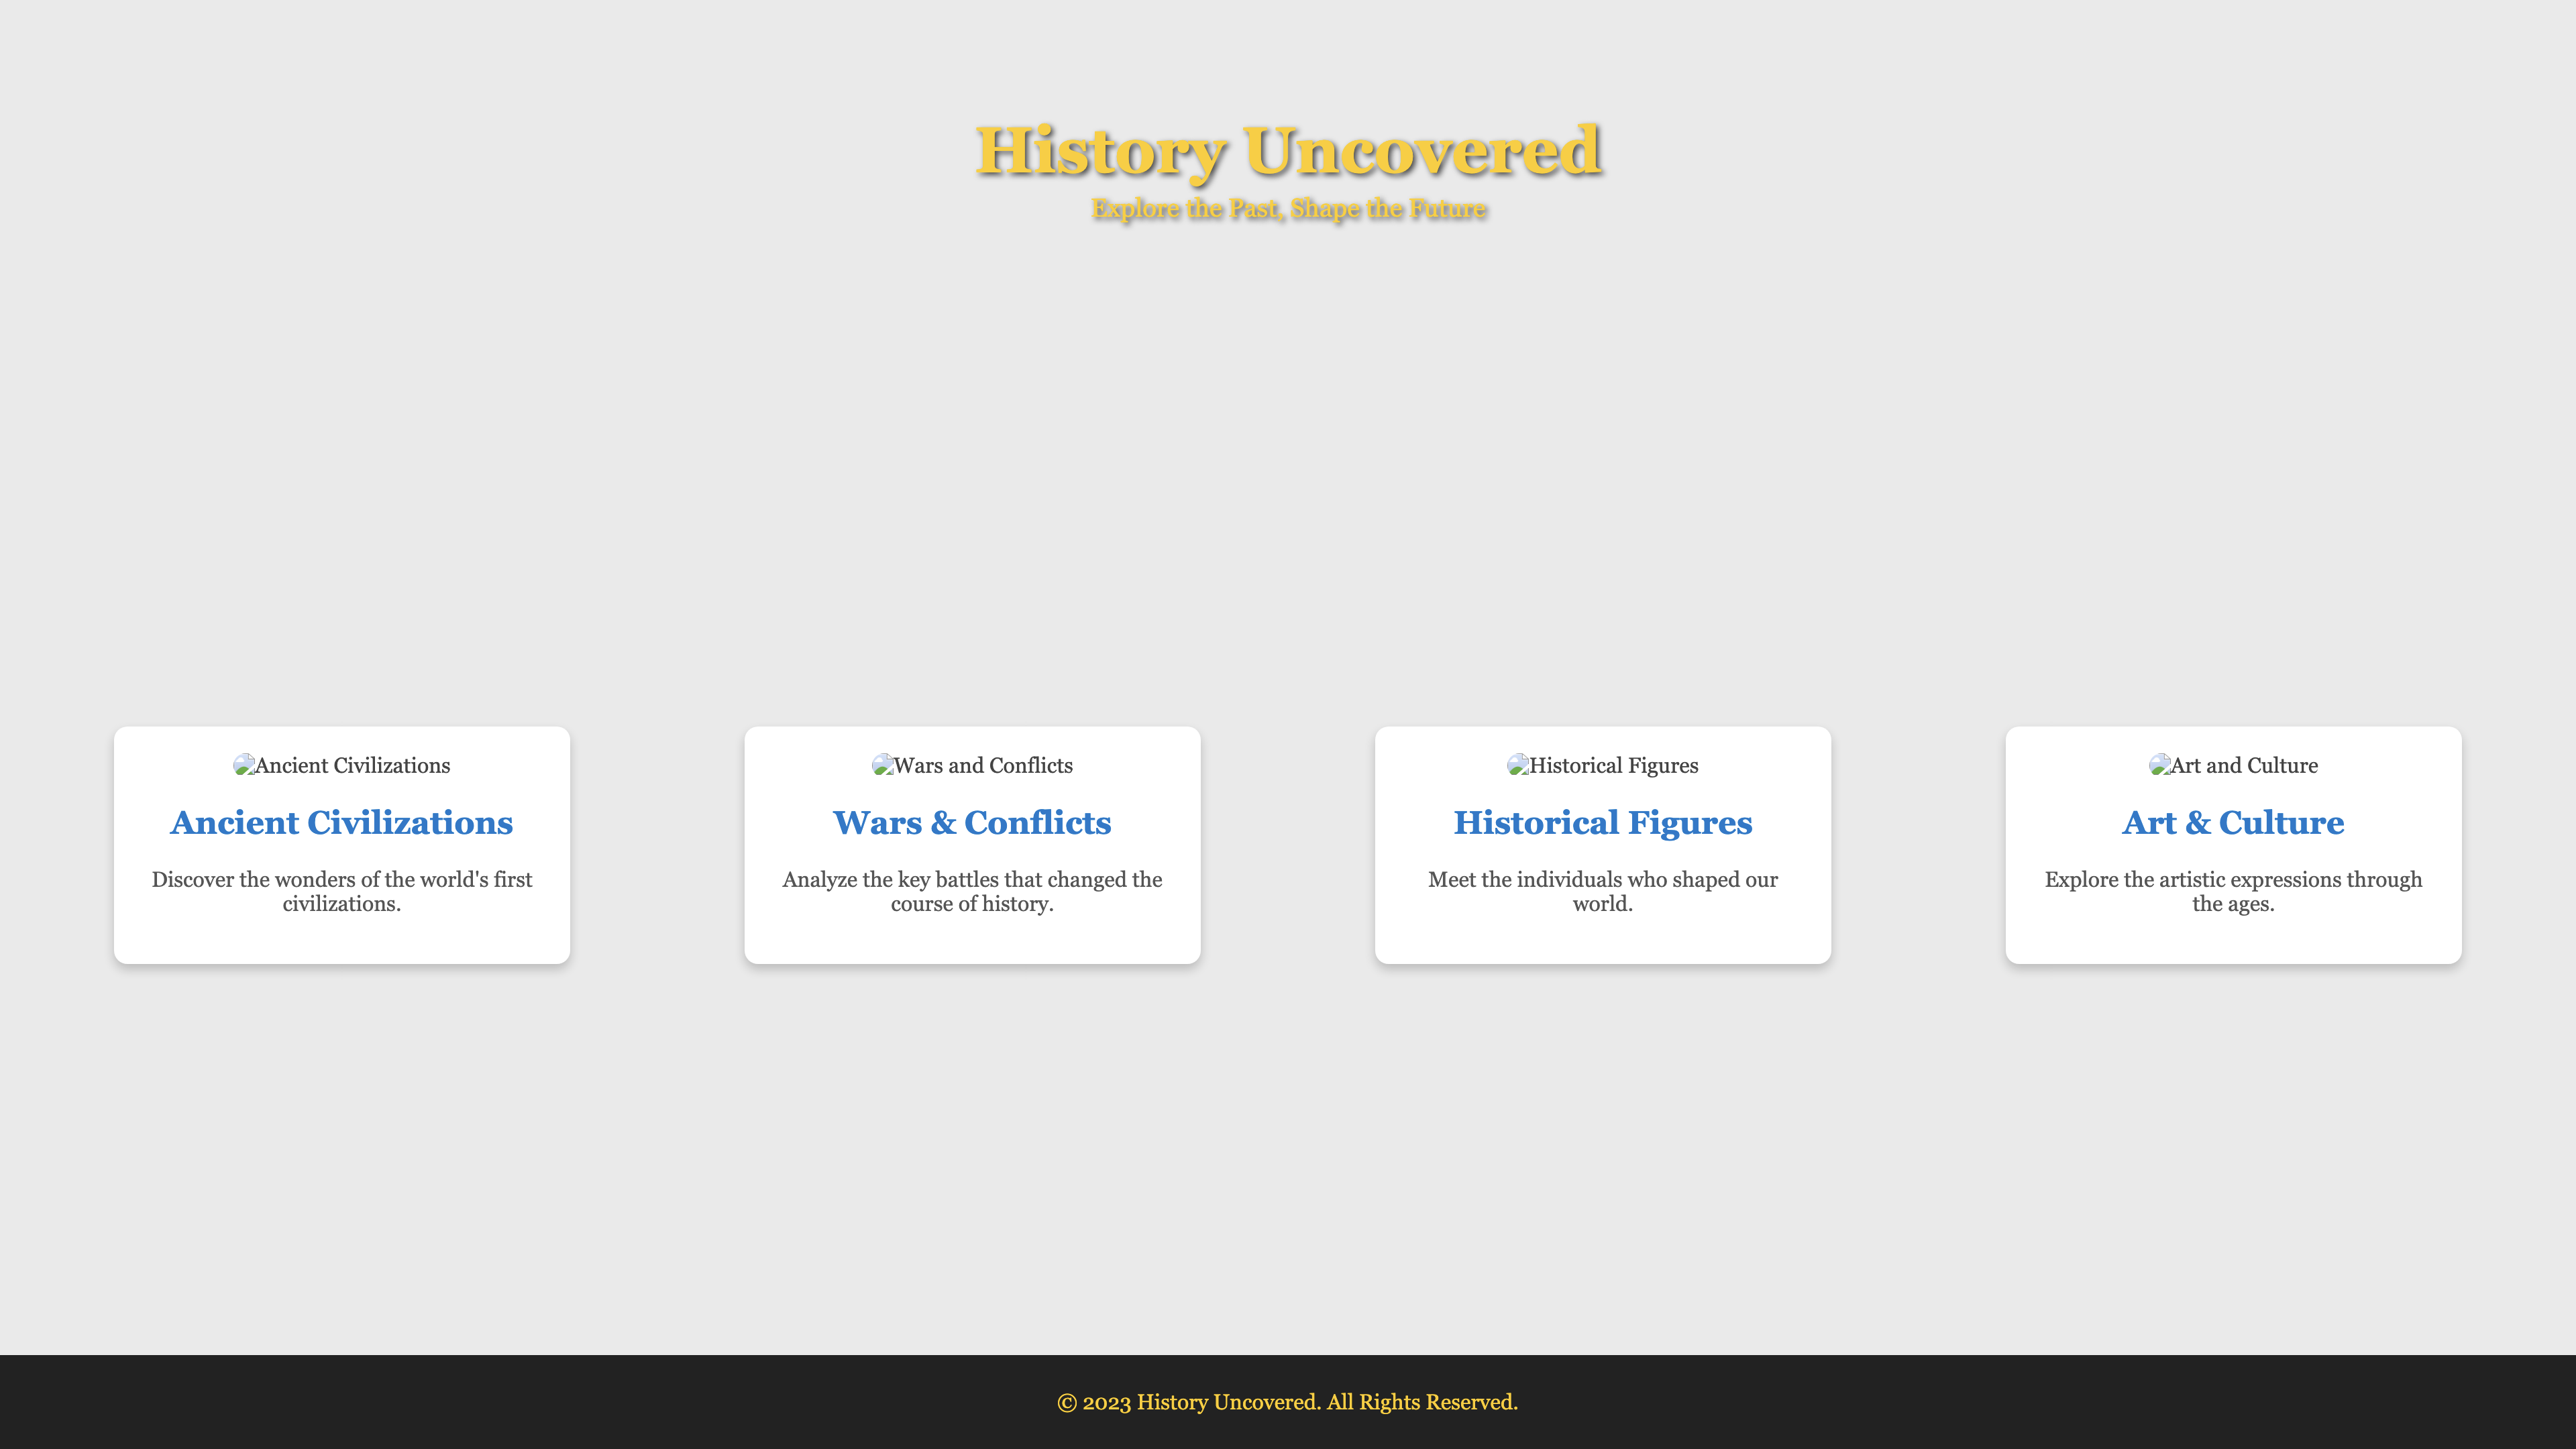 History Uncovered
Explore the Past, Shape the Future
Ancient Civilizations
Ancient Civilizations
Discover the wonders of the world's first
civilizations.
Wars and Conflicts
Wars & Conflicts
Analyze the key battles that changed the
course of history.
Historical Figures
Historical Figures
Meet the individuals who shaped our
world.
Art and Culture
Art & Culture
Explore the artistic expressions through
the ages.
© 2023 History Uncovered. All Rights Reserved.